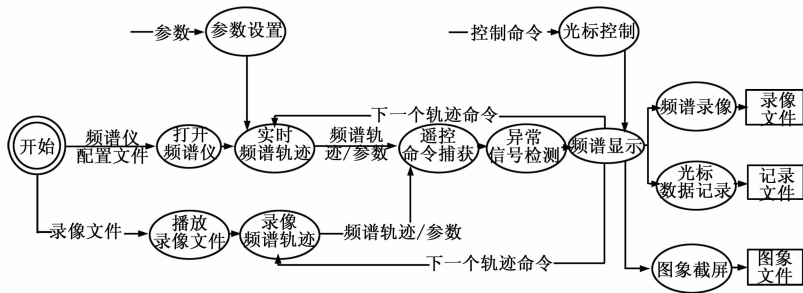 参数
参数设置
控制命令
光标控制
下一个轨迹命令
频谱录像
录像
文件
开始
频谱仪
配置文件
打开
频谱仪
实时
频谱轨迹
频谱轨
迹/参数
遥控
命令捕获
异常
信号检测
频谱显示
光标
数据记录
记录
文件
录像文件
播放
录像文件
录像
频谱轨迹
频谱轨迹/参数
下一个轨迹命令
图象截屏
图象
文件